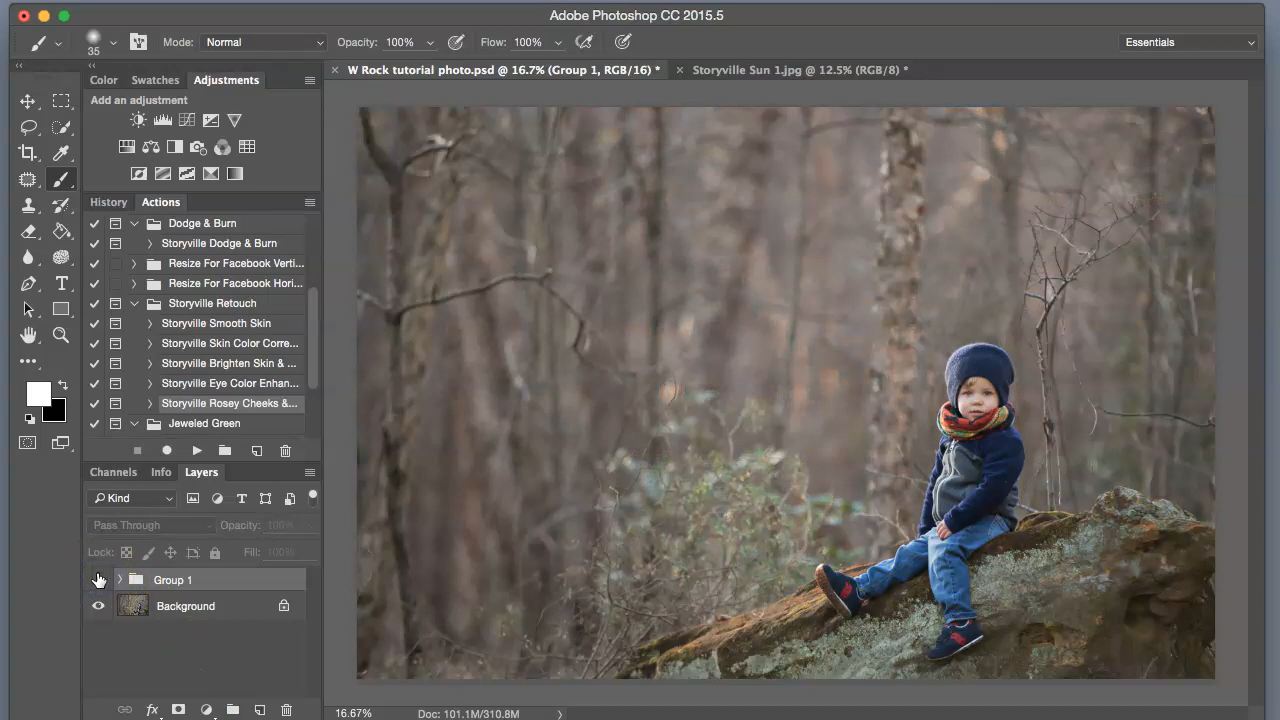 Adobe Photoshop CC 2015.5
35 Mode: Normal Opacity: 100% Flow: 100% Essentials
W Rock tutorial photo.psd @ 16.7% (Group 1, RGB/16) * Storyville Sun 1.jpg @ 12.5% (RGB/8) *
Color Swatches Adjustments
Add an adjustment
History Actions
Dodge & Burn
Storyville Dodge & Burn
Resize For Facebook Verti...
Resize For Facebook Hori...
Storyville Retouch
Storyville Smooth Skin
Storyville Skin Color Corre...
Storyville Brighten Skin & ...
Storyville Eye Color Enhan...
Storyville Rosey Cheeks &...
Jeweled Green
Channels Info Layers
Kind
Pass Through Opacity: 100%
Lock: Fill: 100%
Group 1
Background
fx
16.67% Doc: 101.1M/310.8M